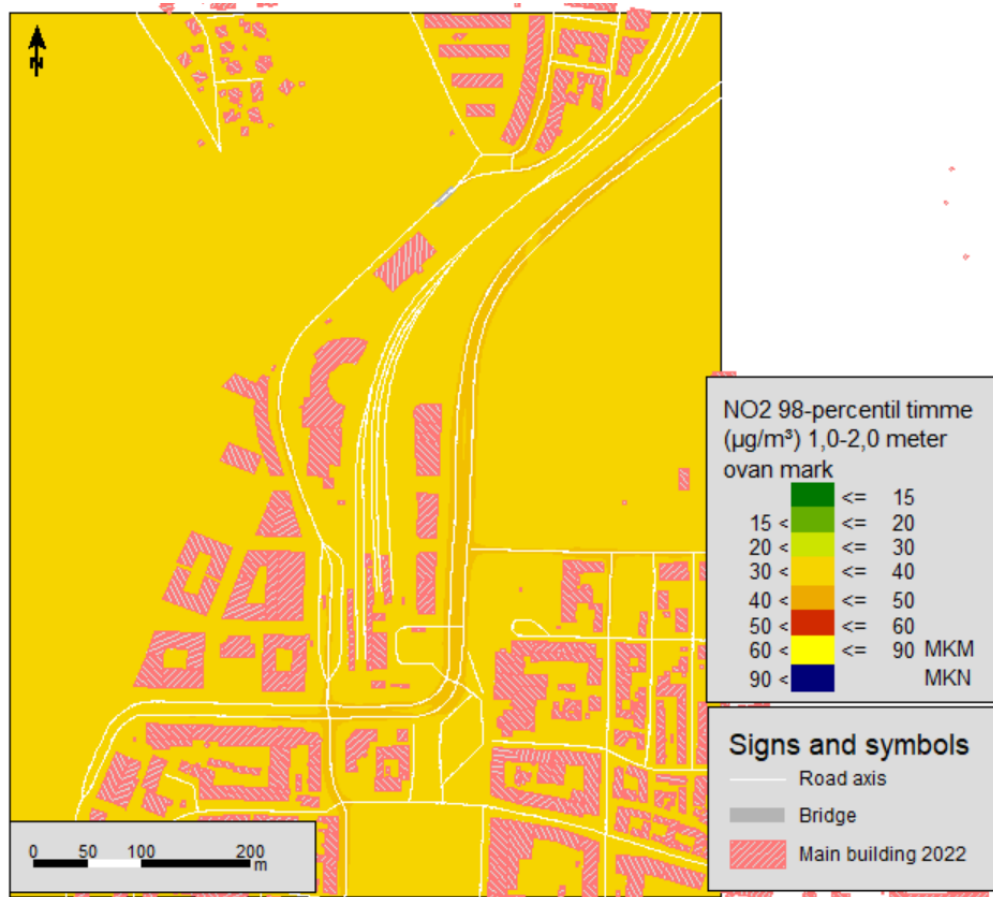 N
NO2 98-percentil timme
(µg/m³) 1,0-2,0 meter
ovan mark
<= 15
15 < <= 20
20 < <= 30
30 < <= 40
40 < <= 50
50 < <= 60
60 < <= 90 MKM
90 < MKN
Signs and symbols
Road axis
Bridge
Main building 2022
0 50 100 200
m